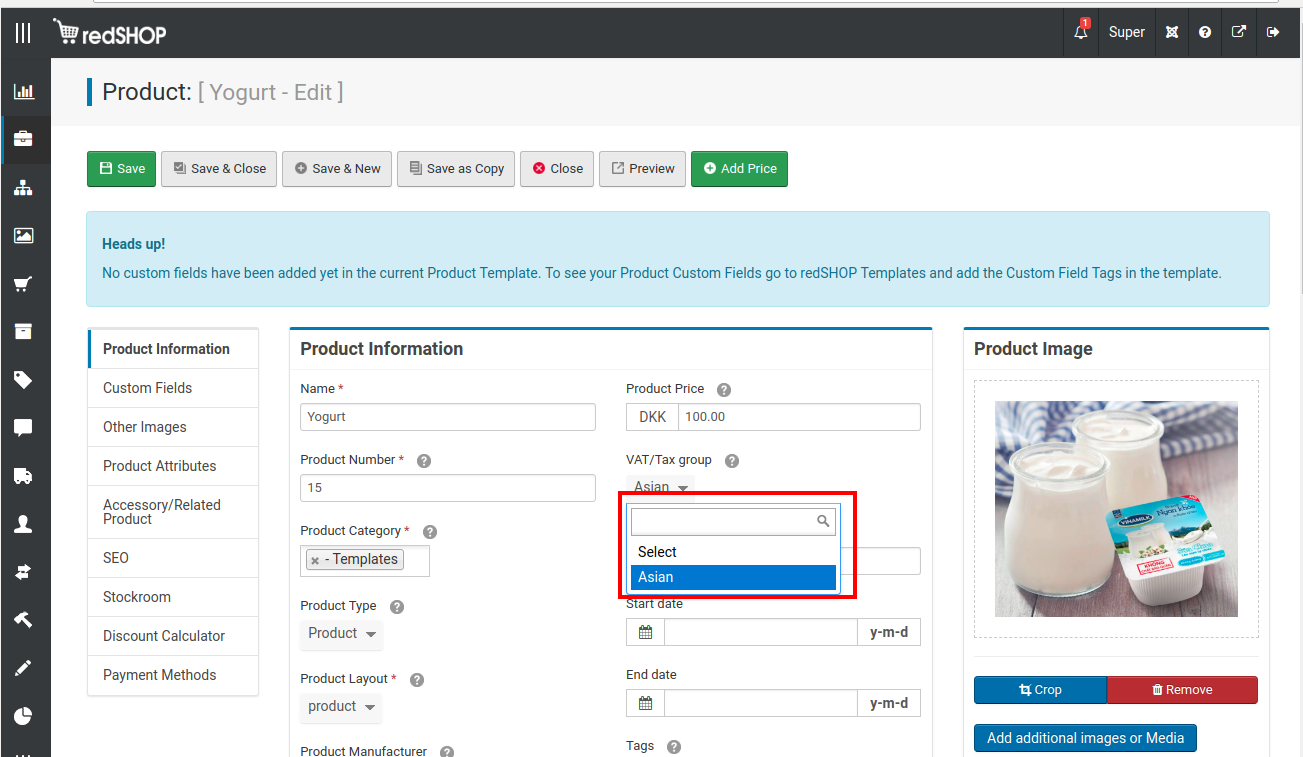 redSHOP
1
Super
Product: [ Yogurt - Edit ]
Save
Save & Close
Save & New
Save as Copy
Close
Preview
Add Price
Heads up!
No custom fields have been added yet in the current Product Template. To see your Product Custom Fields go to redSHOP Templates and add the Custom Field Tags in the template.
Product Information
Custom Fields
Other Images
Product Attributes
Accessory/Related
Product
SEO
Stockroom
Discount Calculator
Payment Methods
Product Information
Name *
Yogurt
Product Number *
15
Product Category *
× - Templates
Product Type
Product
Product Layout *
product
Product Manufacturer
Product Price
DKK 100.00
VAT/Tax group
Asian
Select
Asian
Start date
y-m-d
End date
y-m-d
Tags
Product Image
VINAMILK
Ngon khỏe
KHÔNG
Crop
Remove
Add additional images or Media